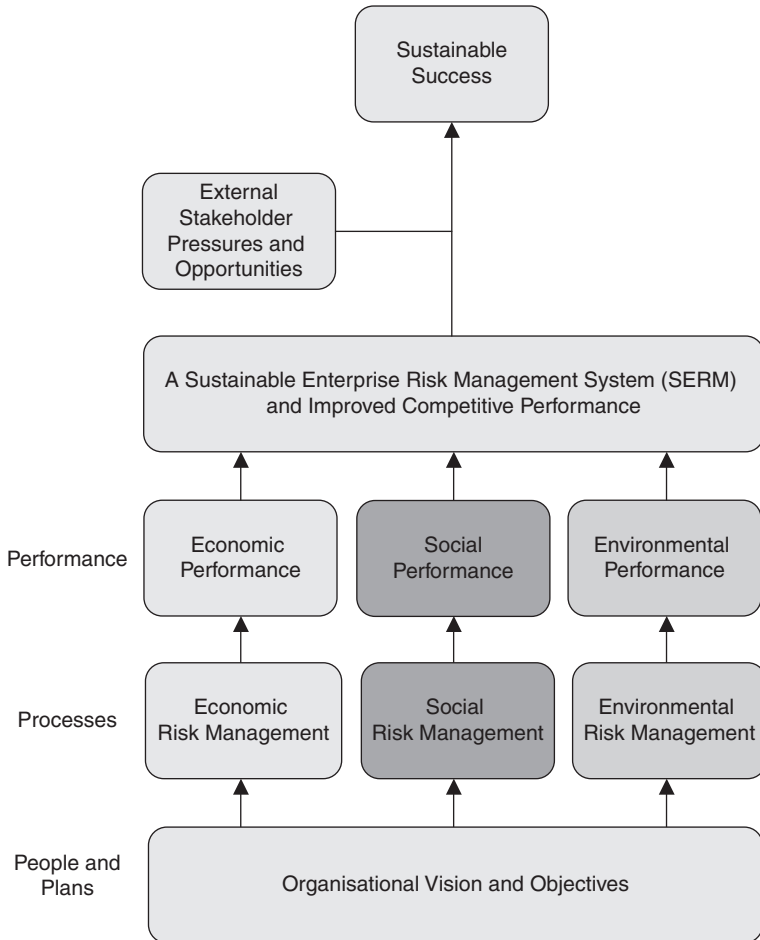 Sustainable
Success
External
Stakeholder
Pressures and
Opportunities
A Sustainable Enterprise Risk Management System (SERM)
and Improved Competitive Performance
Performance
Economic
Performance
Social
Performance
Environmental
Performance
Processes
Economic
Risk Management
Social
Risk Management
Environmental
Risk Management
People and
Plans
Organisational Vision and Objectives